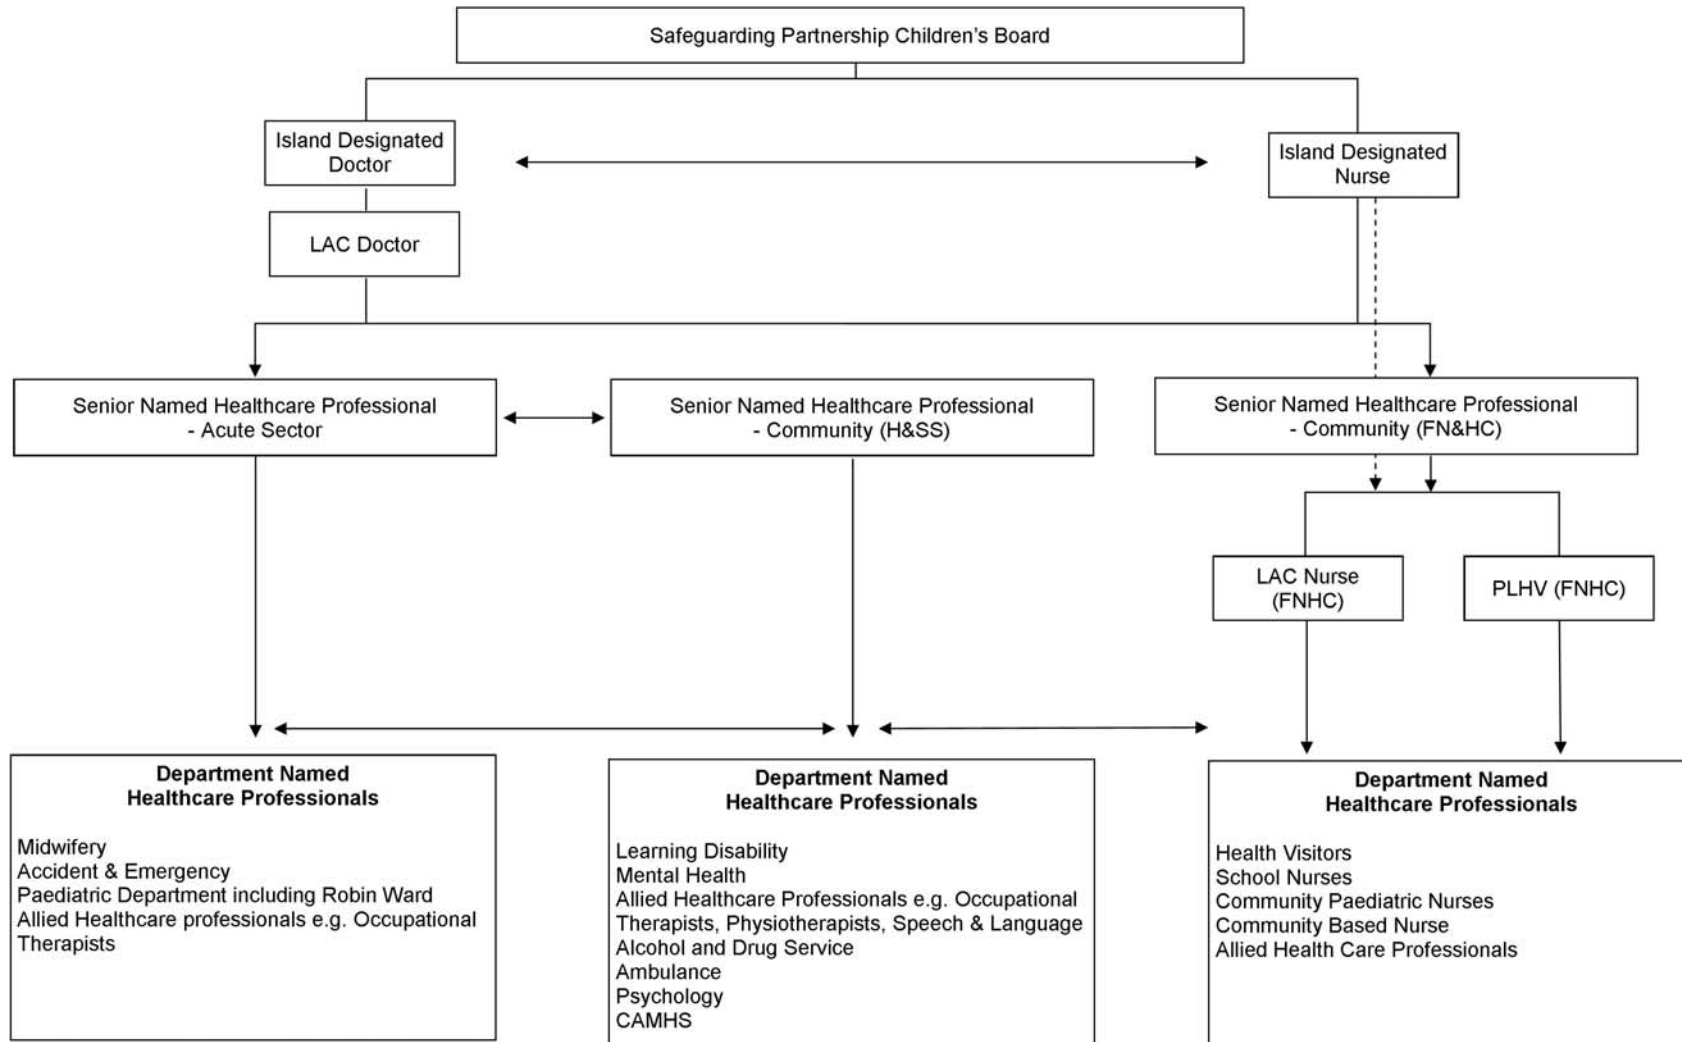 Safeguarding Partnership Children's Board
Island Designated
Doctor
Island Designated
Nurse
LAC Doctor
Senior Named Healthcare Professional
- Acute Sector
Senior Named Healthcare Professional
- Community (H&SS)
Senior Named Healthcare Professional
- Community (FN&HC)
LAC Nurse
(FNHC)
PLHV (FNHC)
Department Named
Healthcare Professionals
Midwifery
Accident & Emergency
Paediatric Department including Robin Ward
Allied Healthcare professionals e.g. Occupational
Therapists
Department Named
Healthcare Professionals
Learning Disability
Mental Health
Allied Healthcare Professionals e.g. Occupational
Therapists, Physiotherapists, Speech & Language
Alcohol and Drug Service
Ambulance
Psychology
CAMHS
Department Named
Healthcare Professionals
Health Visitors
School Nurses
Community Paediatric Nurses
Community Based Nurse
Allied Health Care Professionals